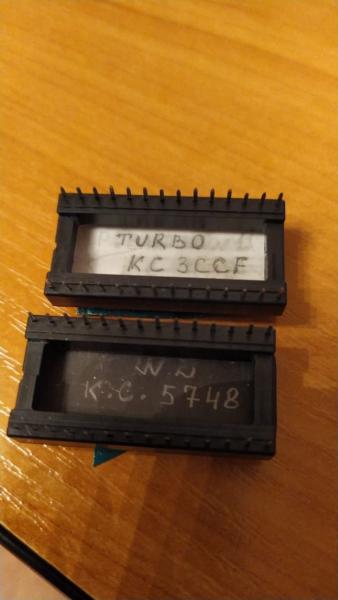 TURBO
KC 3CCF
K.C. 5748